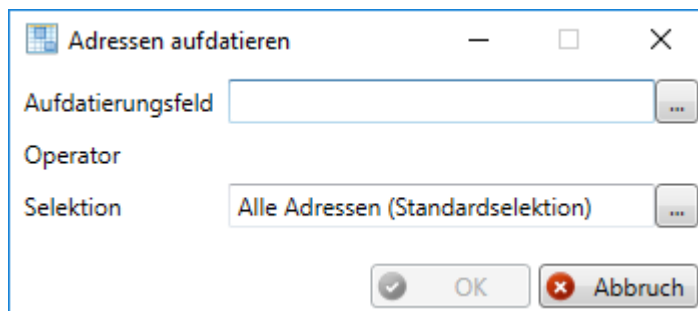 Adressen aufdatieren
Aufdatierungsfeld ...
Operator
Selektion Alle Adressen (Standardselektion) ...
OK Abbruch